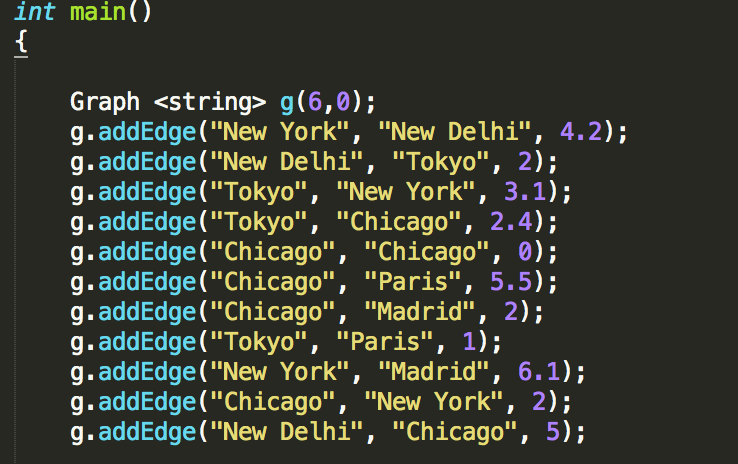 int main()
{
Graph <string> g(6,0);
g.addEdge("New York", "New Delhi", 4.2);
g.addEdge("New Delhi", "Tokyo", 2);
g.addEdge("Tokyo", "New York", 3.1);
g.addEdge("Tokyo", "Chicago", 2.4);
g.addEdge("Chicago", "Chicago", 0);
g.addEdge("Chicago", "Paris", 5.5);
g.addEdge("Chicago", "Madrid", 2);
g.addEdge("Tokyo", "Paris", 1);
g.addEdge("New York", "Madrid", 6.1);
g.addEdge("Chicago", "New York", 2);
g.addEdge("New Delhi", "Chicago", 5);